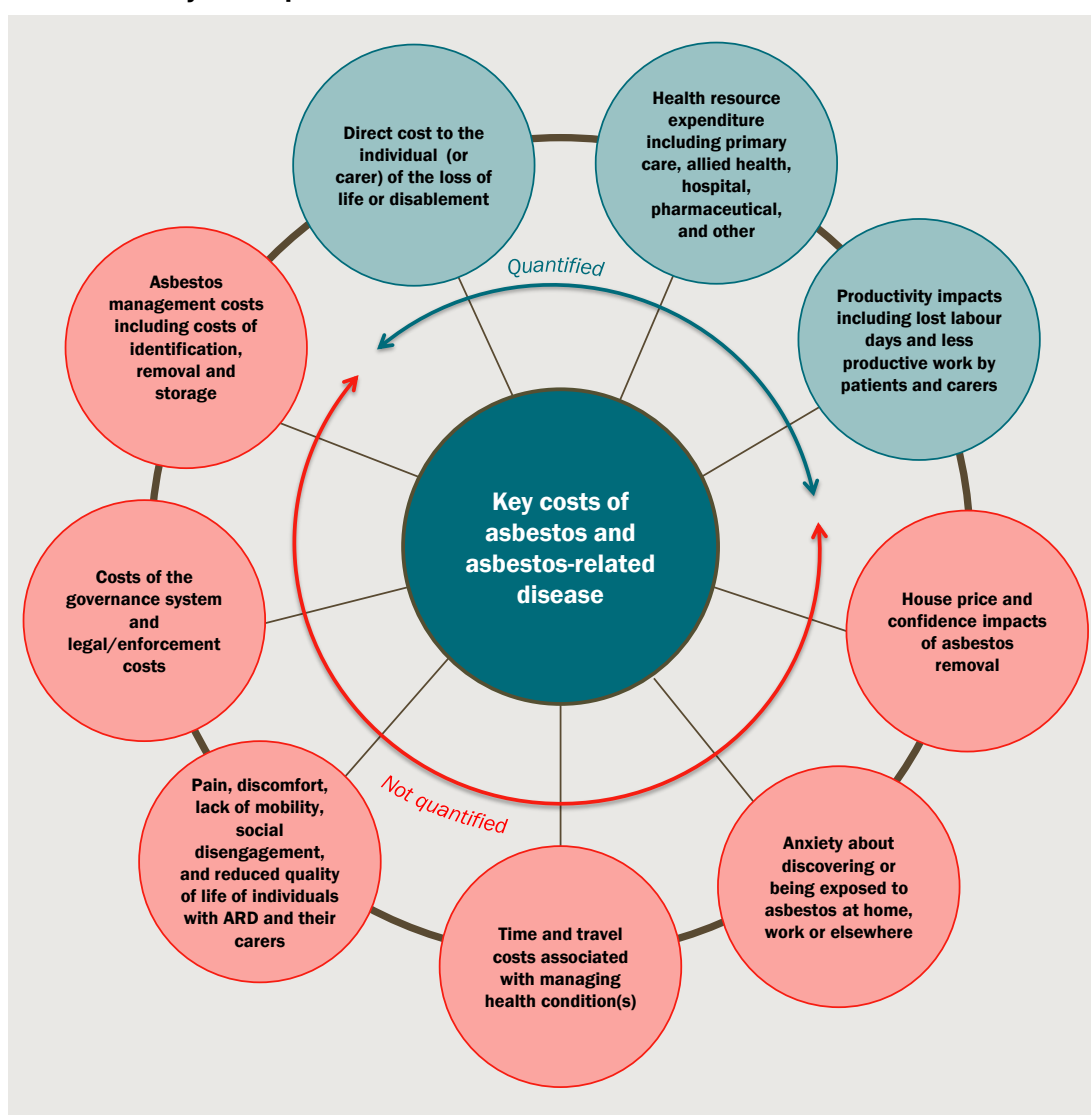 Direct cost to the
individual (or
carer) of the loss of
life or disablement
Health resource
expenditure
including primary
care, allied health,
hospital,
pharmaceutical,
and other
Productivity impacts
including lost labour
days and less
productive work by
patients and carers
House price and
confidence impacts
of asbestos
removal
Anxiety about
discovering or
being exposed to
asbestos at home,
work or elsewhere
Time and travel
costs associated
with managing
health condition(s)
Pain, discomfort,
lack of mobility,
social
disengagement,
and reduced quality
of life of individuals
with ARD and their
carers
Costs of the
governance system
and
legal/enforcement
costs
Asbestos
management costs
including costs of
identification,
removal and
storage
Quantified
Key costs of
asbestos and
asbestos-related
disease
Not quantified